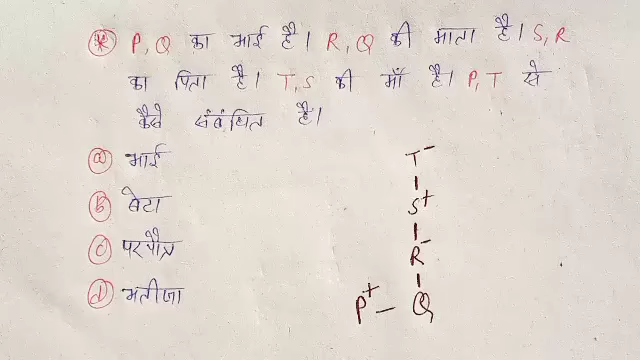 * P, Q का भाई है। R, Q की माता है। S, R
का पिता है। T, S की माँ है। P, T से
कैसे संबंधित है।
(a) भाई
(b) बेटा
(c) परपौत्र
(d) भतीजा
T-
S+
R-
P+ - Q